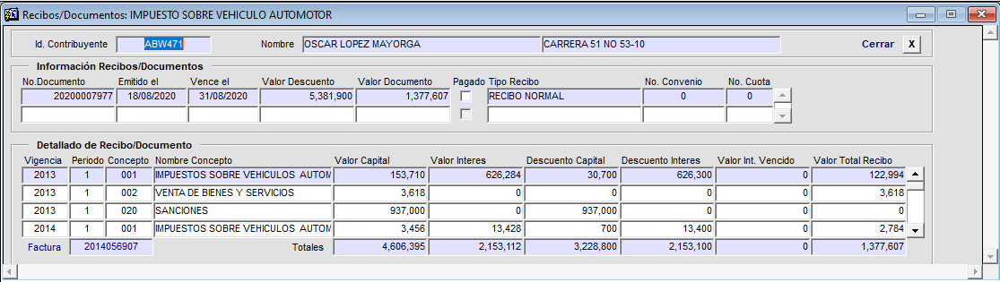 Recibos/Documentos: IMPUESTO SOBRE VEHICULO AUTOMOTOR
Id. Contribuyente ABW471 Nombre OSCAR LOPEZ MAYORGA CARRERA 51 NO 53-10 Cerrar X
Información Recibos/Documentos
No.Documento Emitido el Vence el Valor Descuento Valor Documento Pagado Tipo Recibo No. Convenio No. Cuota
20200007977 18/08/2020 31/08/2020 5,381,900 1,377,607 RECIBO NORMAL 0 0
Detallado de Recibo/Documento
Vigencia Periodo Concepto Nombre Concepto Valor Capital Valor Interes Descuento Capital Descuento Interes Valor Int. Vencido Valor Total Recibo
2013 1 001 IMPUESTOS SOBRE VEHICULOS AUTOM 153,710 626,284 30,700 626,300 0 122,994
2013 1 002 VENTA DE BIENES Y SERVICIOS 3,618 0 0 0 0 3,618
2013 1 020 SANCIONES 937,000 0 937,000 0 0 0
2014 1 001 IMPUESTOS SOBRE VEHICULOS AUTOM 3,456 13,428 700 13,400 0 2,784
Factura 2014056907 Totales 4,606,395 2,153,112 3,228,800 2,153,100 0 1,377,607